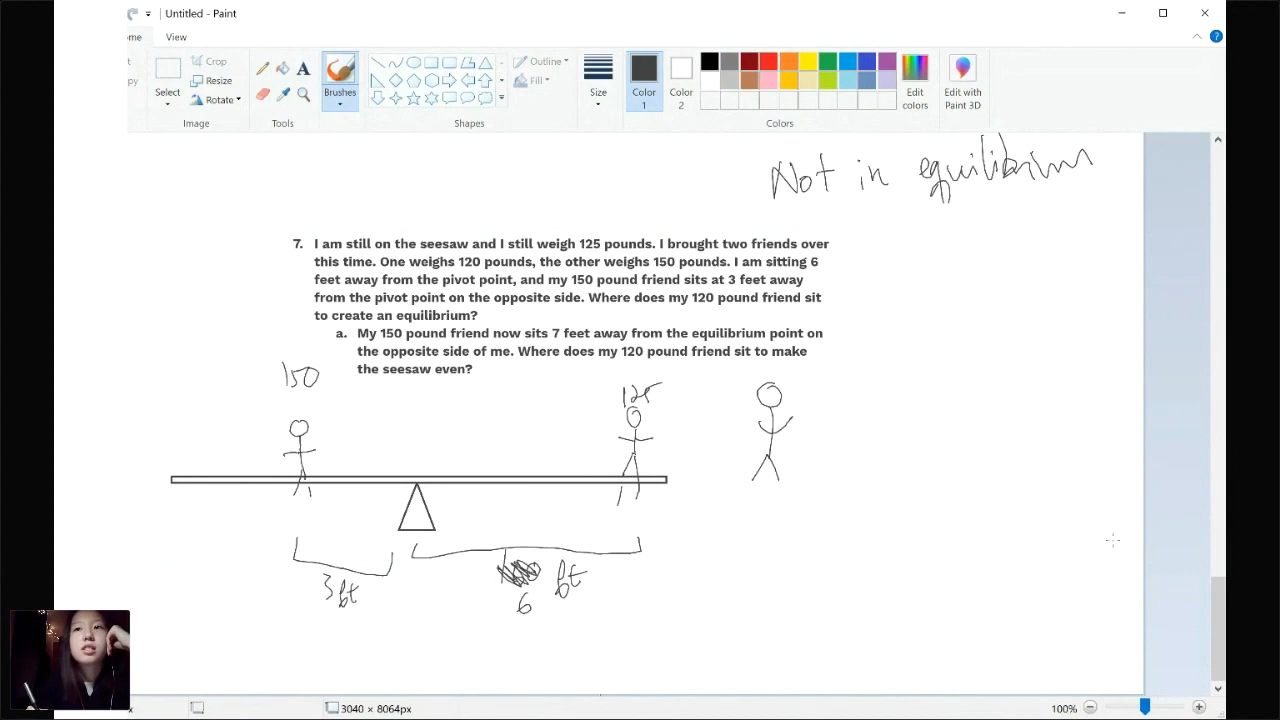 Untitled - Paint
ome
View
Crop
Resize
Rotate
Select
Image
Tools
Brushes
Shapes
Outline
Fill
Size
Color
1
Color
2
Edit
colors
Edit with
Paint 3D
Colors
Not in equilibrium
7. I am still on the seesaw and I still weigh 125 pounds. I brought two friends over
this time. One weighs 120 pounds, the other weighs 150 pounds. I am sitting 6
feet away from the pivot point, and my 150 pound friend sits at 3 feet away
from the pivot point on the opposite side. Where does my 120 pound friend sit
to create an equilibrium?
a. My 150 pound friend now sits 7 feet away from the equilibrium point on
the opposite side of me. Where does my 120 pound friend sit to make
the seesaw even?
150
125
3 ft
ft
6
3040 × 8064px
100%